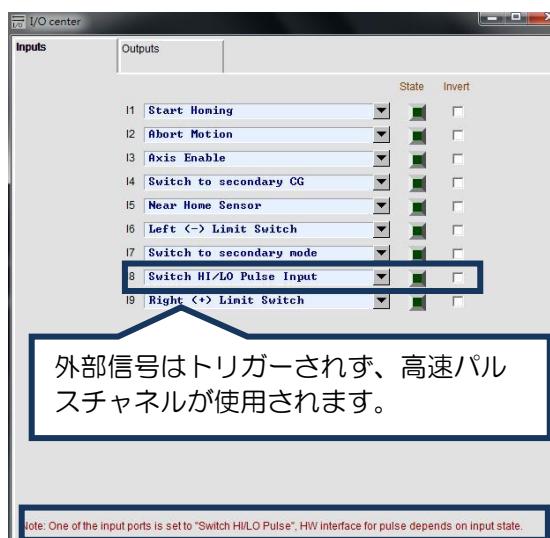 I/O center
Inputs
Outputs
State Invert
I1 Start Homing
I2 Abort Motion
I3 Axis Enable
I4 Switch to secondary CG
I5 Near Home Sensor
I6 Left (-) Limit Switch
I7 Switch to secondary mode
I8 Switch HI/LO Pulse Input
I9 Right (+) Limit Switch
外部信号はトリガーされず、高速パル
スチャネルが使用されます。
Note: One of the input ports is set to "Switch HI/LO Pulse", HW interface for pulse depends on input state.